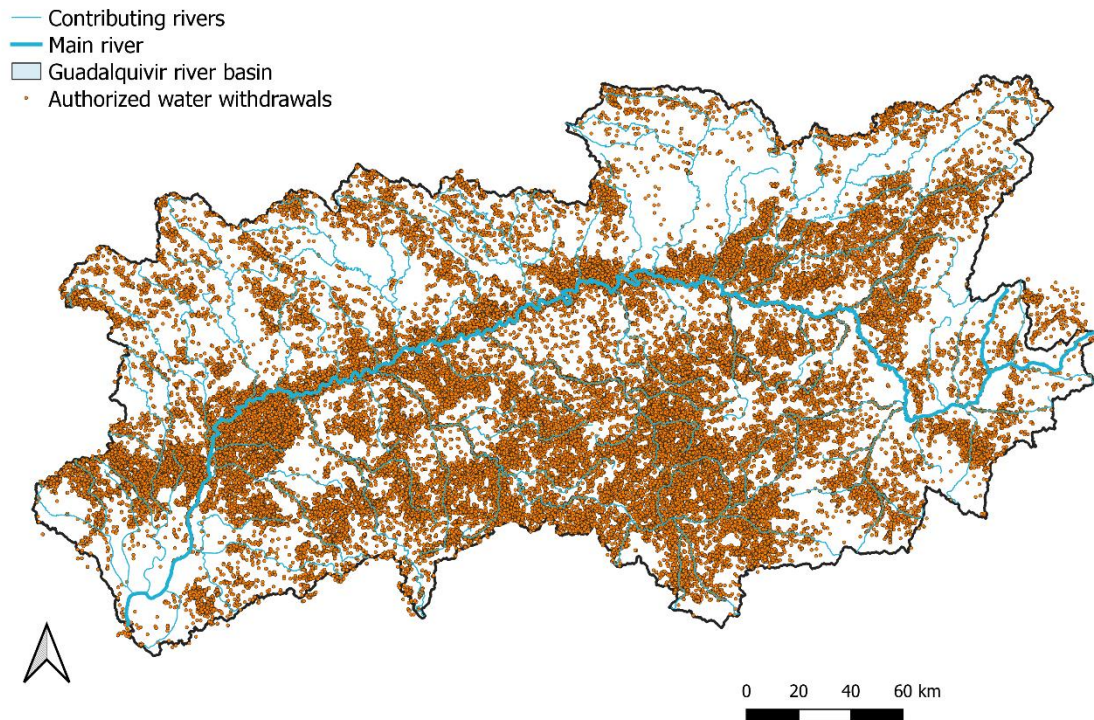 Contributing rivers
Main river
Guadalquivir river basin
Authorized water withdrawals
0 20 40 60 km